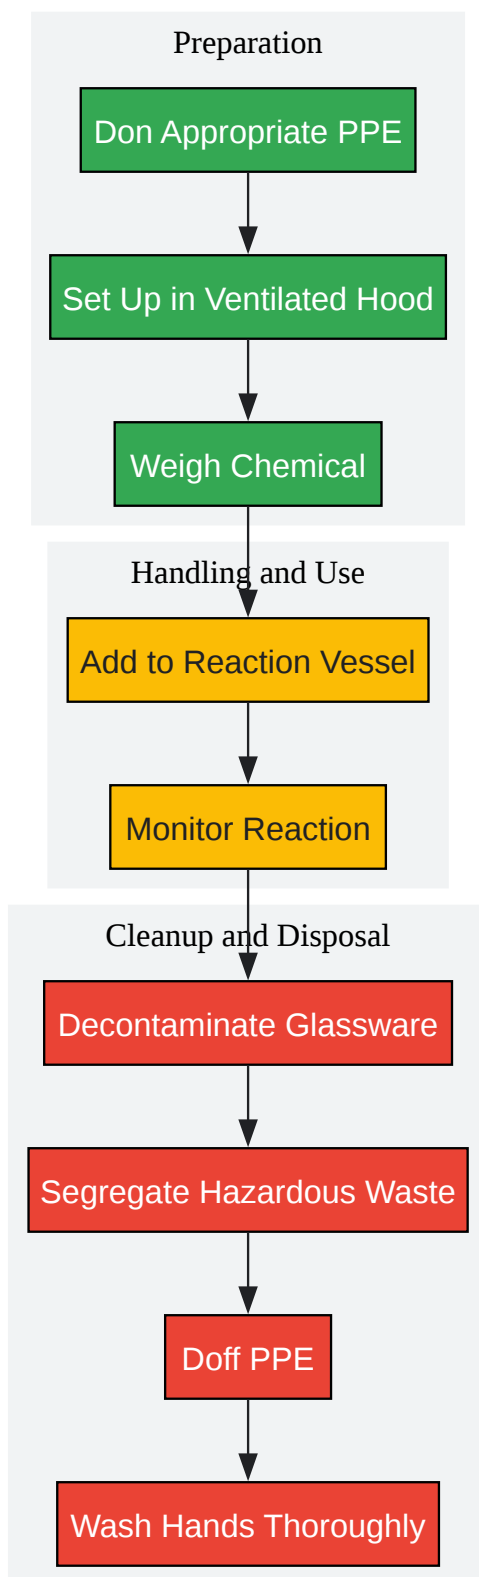 Preparation
Don Appropriate PPE
Set Up in Ventilated Hood
Weigh Chemical
Handling and Use
Add to Reaction Vessel
Monitor Reaction
Cleanup and Disposal
Decontaminate Glassware
Segregate Hazardous Waste
Doff PPE
Wash Hands Thoroughly